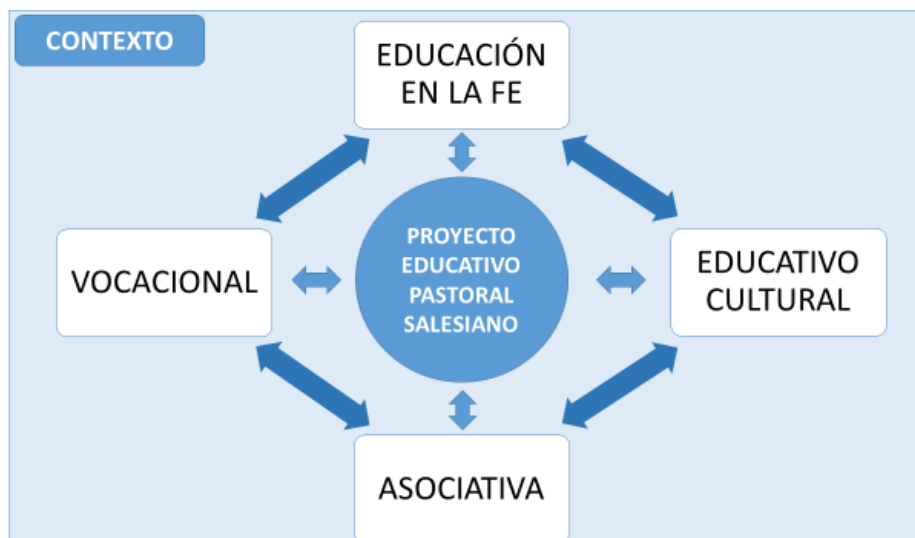 CONTEXTO
EDUCACIÓN
EN LA FE
PROYECTO
EDUCATIVO
PASTORAL
SALESIANO
VOCACIONAL
EDUCATIVO
CULTURAL
ASOCIATIVA